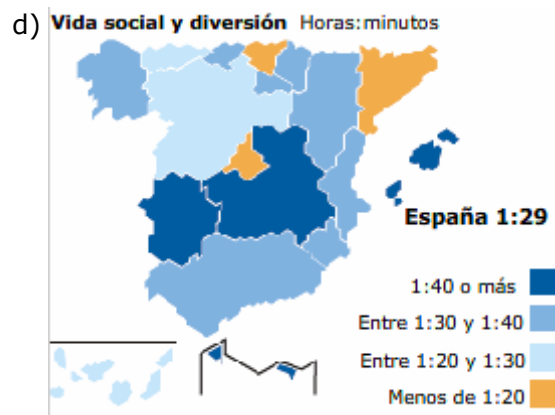 d) Vida social y diversión Horas:minutos
España 1:29
1:40 o más
Entre 1:30 y 1:40
Entre 1:20 y 1:30
Menos de 1:20